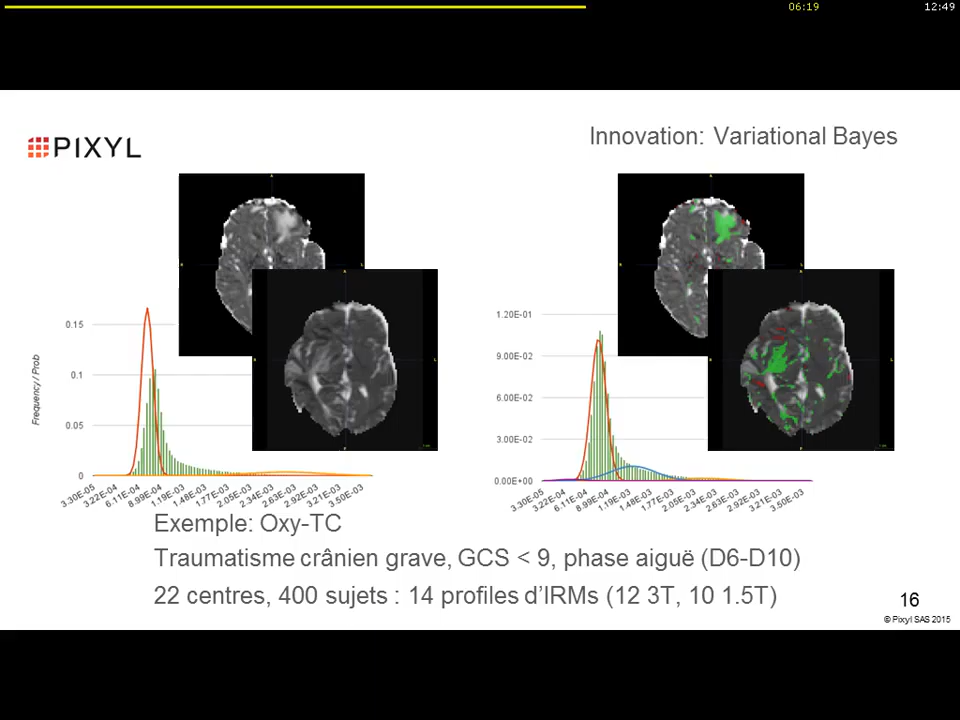 06:19
12:49
PIXYL
Innovation: Variational Bayes
Frequency / Prob
0.15
0.1
0.05
0
3.30E-05 3.22E-04 6.11E-04 8.99E-04 1.19E-03 1.48E-03 1.77E-03 2.05E-03 2.34E-03 2.63E-03 2.92E-03 3.21E-03 3.50E-03
1.20E-01
9.00E-02
6.00E-02
3.00E-02
0.00E+00
3.30E-05 3.22E-04 6.11E-04 8.99E-04 1.19E-03 1.48E-03 1.77E-03 2.05E-03 2.34E-03 2.63E-03 2.92E-03 3.21E-03 3.50E-03
Exemple: Oxy-TC
Traumatisme crânien grave, GCS < 9, phase aiguë (D6-D10)
22 centres, 400 sujets : 14 profiles d’IRMs (12 3T, 10 1.5T)
16
© Pixyl SAS 2015